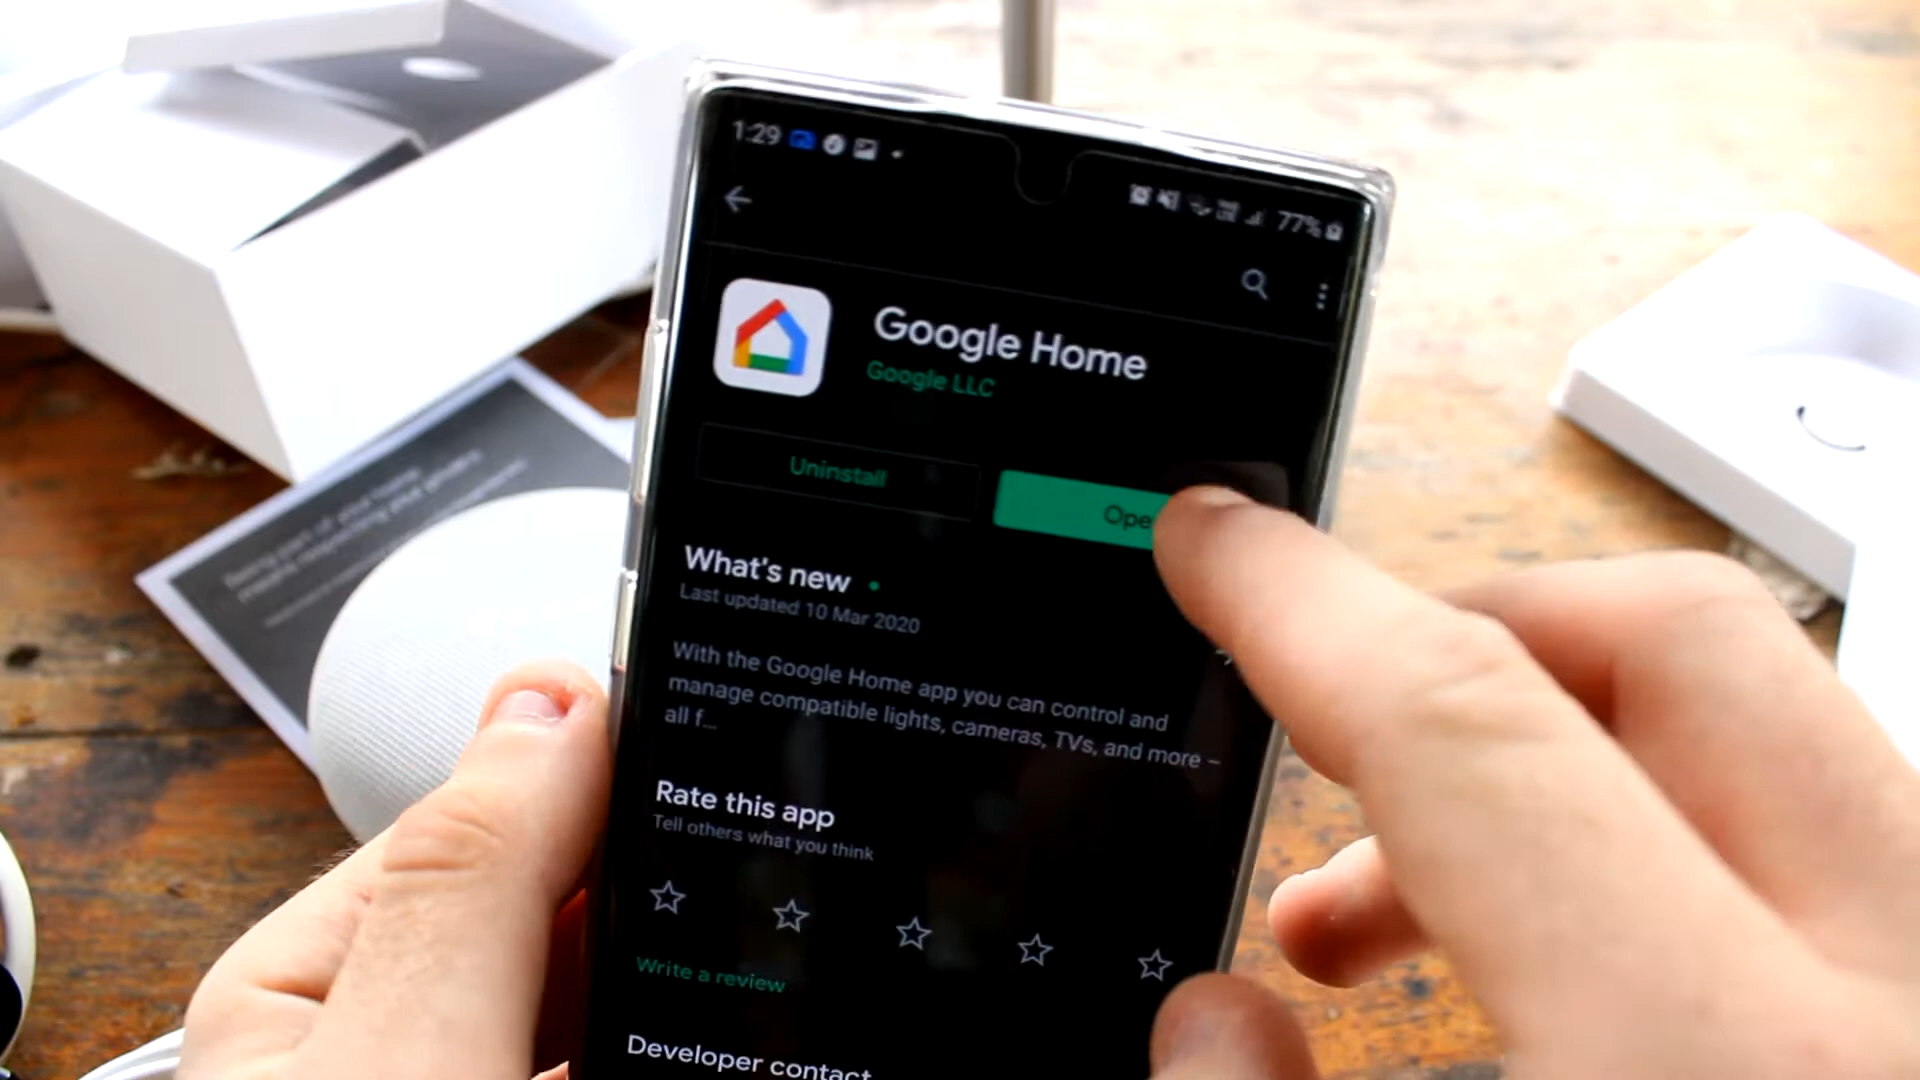 1:29
77%
Google Home
Google LLC
Uninstall
Ope
What's new
Last updated 10 Mar 2020
With the Google Home app you can control and
manage compatible lights, cameras, TVs, and more –
all f...
Rate this app
Tell others what you think
Write a review
Developer contact